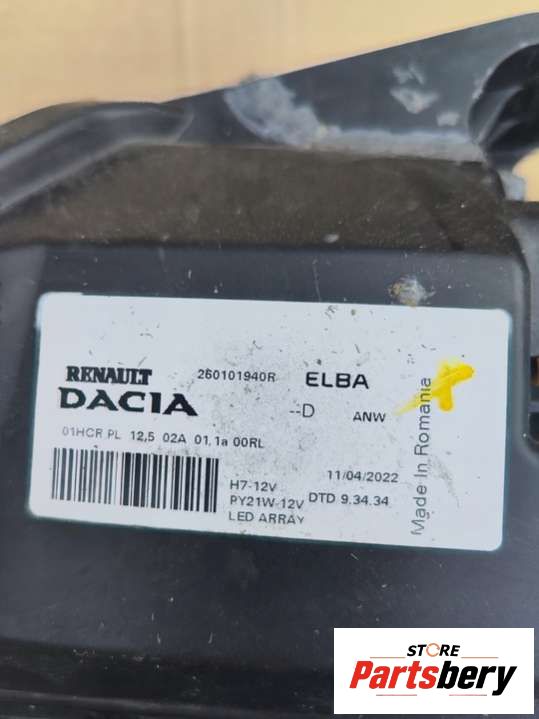 RENAULT 260101940R ELBA
DACIA --D ANW
01HCR PL 12,5 02A 01,1a 00RL
H7-12V 11/04/2022
PY21W-12V DTD 9.34.34
LED ARRAY
Made in Romania
STORE
Partsbery